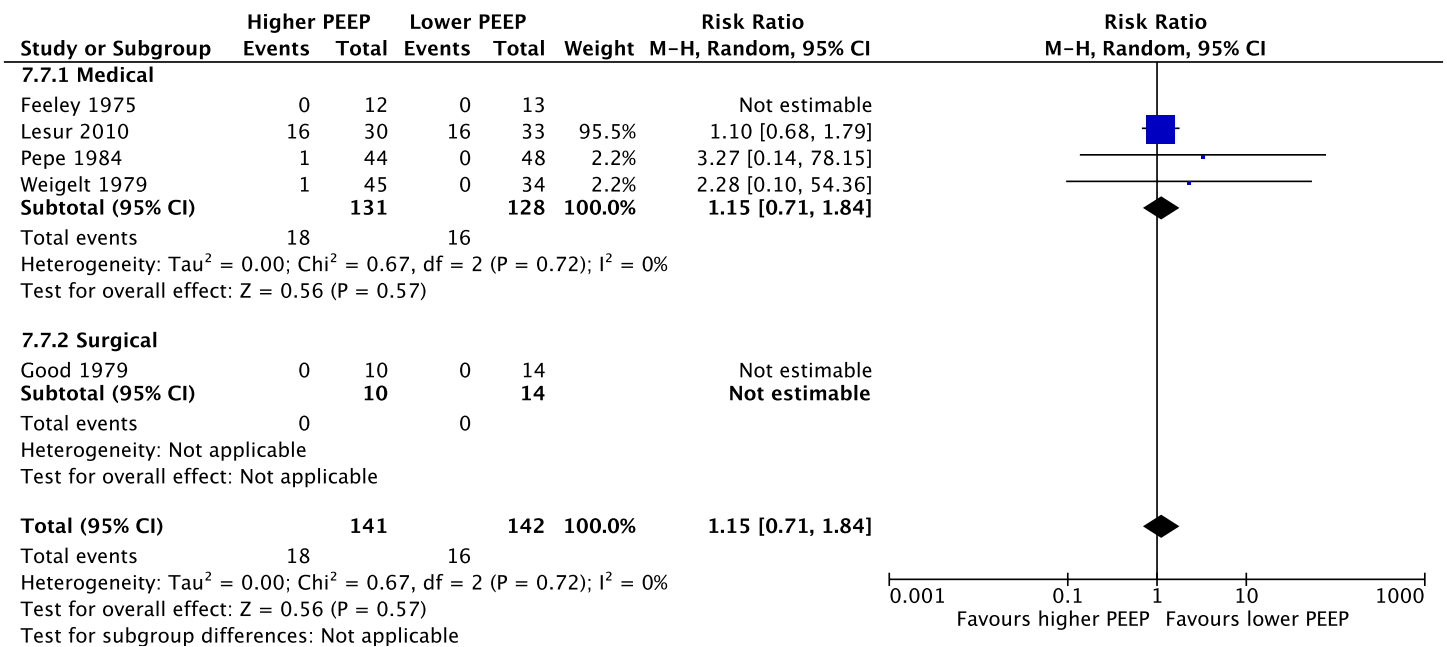 Higher PEEP Lower PEEP Risk Ratio Risk Ratio
Study or Subgroup Events Total Events Total Weight M-H, Random, 95% CI M-H, Random, 95% CI
7.7.1 Medical
Feeley 1975 0 12 0 13 Not estimable
Lesur 2010 16 30 16 33 95.5% 1.10 [0.68, 1.79]
Pepe 1984 1 44 0 48 2.2% 3.27 [0.14, 78.15]
Weigelt 1979 1 45 0 34 2.2% 2.28 [0.10, 54.36]
Subtotal (95% CI) 131 128 100.0% 1.15 [0.71, 1.84]
Total events 18 16
Heterogeneity: Tau² = 0.00; Chi² = 0.67, df = 2 (P = 0.72); I² = 0%
Test for overall effect: Z = 0.56 (P = 0.57)
7.7.2 Surgical
Good 1979 0 10 0 14 Not estimable
Subtotal (95% CI) 10 14 Not estimable
Total events 0 0
Heterogeneity: Not applicable
Test for overall effect: Not applicable
Total (95% CI) 141 142 100.0% 1.15 [0.71, 1.84]
Total events 18 16
Heterogeneity: Tau² = 0.00; Chi² = 0.67, df = 2 (P = 0.72); I² = 0%
Test for overall effect: Z = 0.56 (P = 0.57)
Test for subgroup differences: Not applicable
0.001 0.1 1 10 1000
Favours higher PEEP Favours lower PEEP